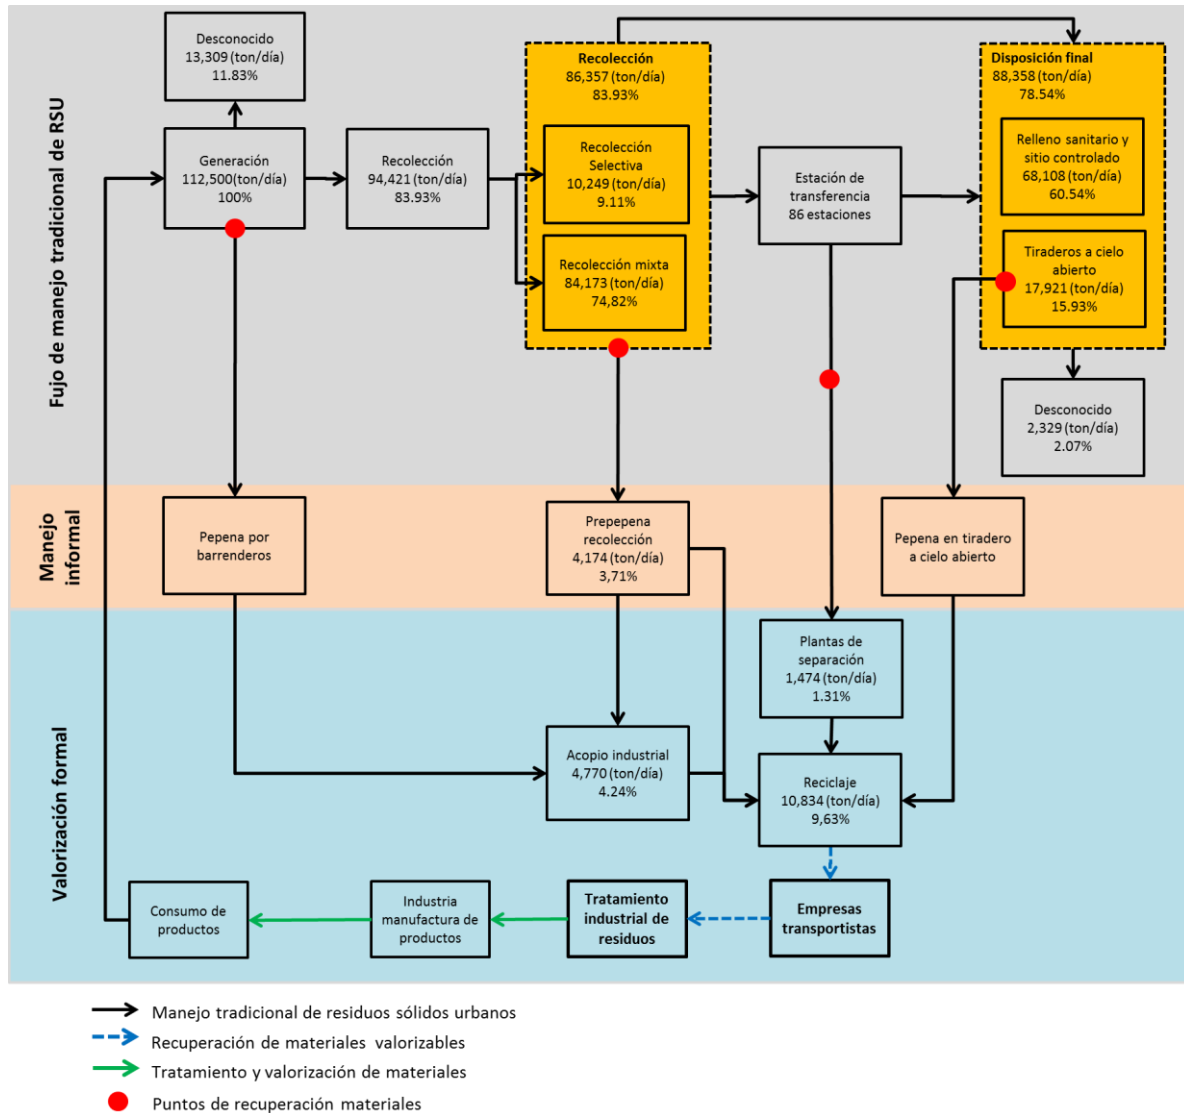 Fujo de manejo tradicional de RSU
Desconocido
13,309 (ton/día)
11.83%
Generación
112,500(ton/día)
100%
Recolección
94,421 (ton/día)
83.93%
Recolección
86,357 (ton/día)
83.93%
Recolección
Selectiva
10,249 (ton/día)
9.11%
Recolección mixta
84,173 (ton/día)
74,82%
Estación de
transferencia
86 estaciones
Disposición final
88,358 (ton/día)
78.54%
Relleno sanitario y
sitio controlado
68,108 (ton/día)
60.54%
Tiraderos a cielo
abierto
17,921 (ton/día)
15.93%
Desconocido
2,329 (ton/día)
2.07%
Manejo
informal
Pepena por
barrenderos
Prepepena
recolección
4,174 (ton/día)
3,71%
Pepena en tiradero
a cielo abierto
Valorización formal
Plantas de
separación
1,474 (ton/día)
1.31%
Acopio industrial
4,770 (ton/día)
4.24%
Reciclaje
10,834 (ton/día)
9,63%
Consumo de
productos
Industria
manufactura de
productos
Tratamiento
industrial de
residuos
Empresas
transportistas
Manejo tradicional de residuos sólidos urbanos
Recuperación de materiales valorizables
Tratamiento y valorización de materiales
Puntos de recuperación materiales